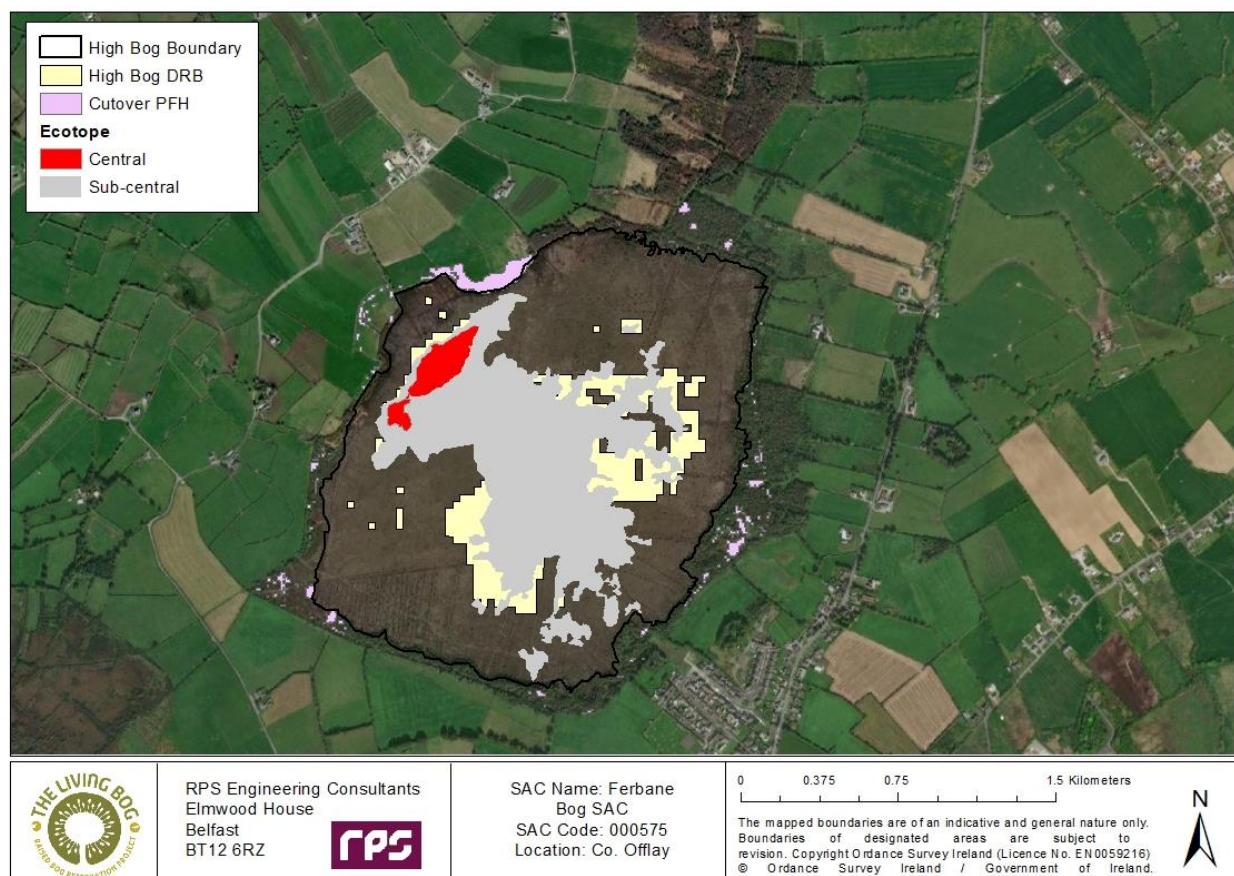 High Bog Boundary
High Bog DRB
Cutover PFH
Ecotope
Central
Sub-central
THE LIVING BOG
RAISED BOG RESTORATION PROJECT
RPS Engineering Consultants
Elmwood House
Belfast
BT12 6RZ
rps
SAC Name: Ferbane
Bog SAC
SAC Code: 000575
Location: Co. Offlay
0 0.375 0.75 1.5 Kilometers
The mapped boundaries are of an indicative and general nature only.
Boundaries of designated areas are subject to
revision. Copyright Ordnance Survey Ireland (Licence No. EN0059216)
© Ordnance Survey Ireland / Government of Ireland.
N